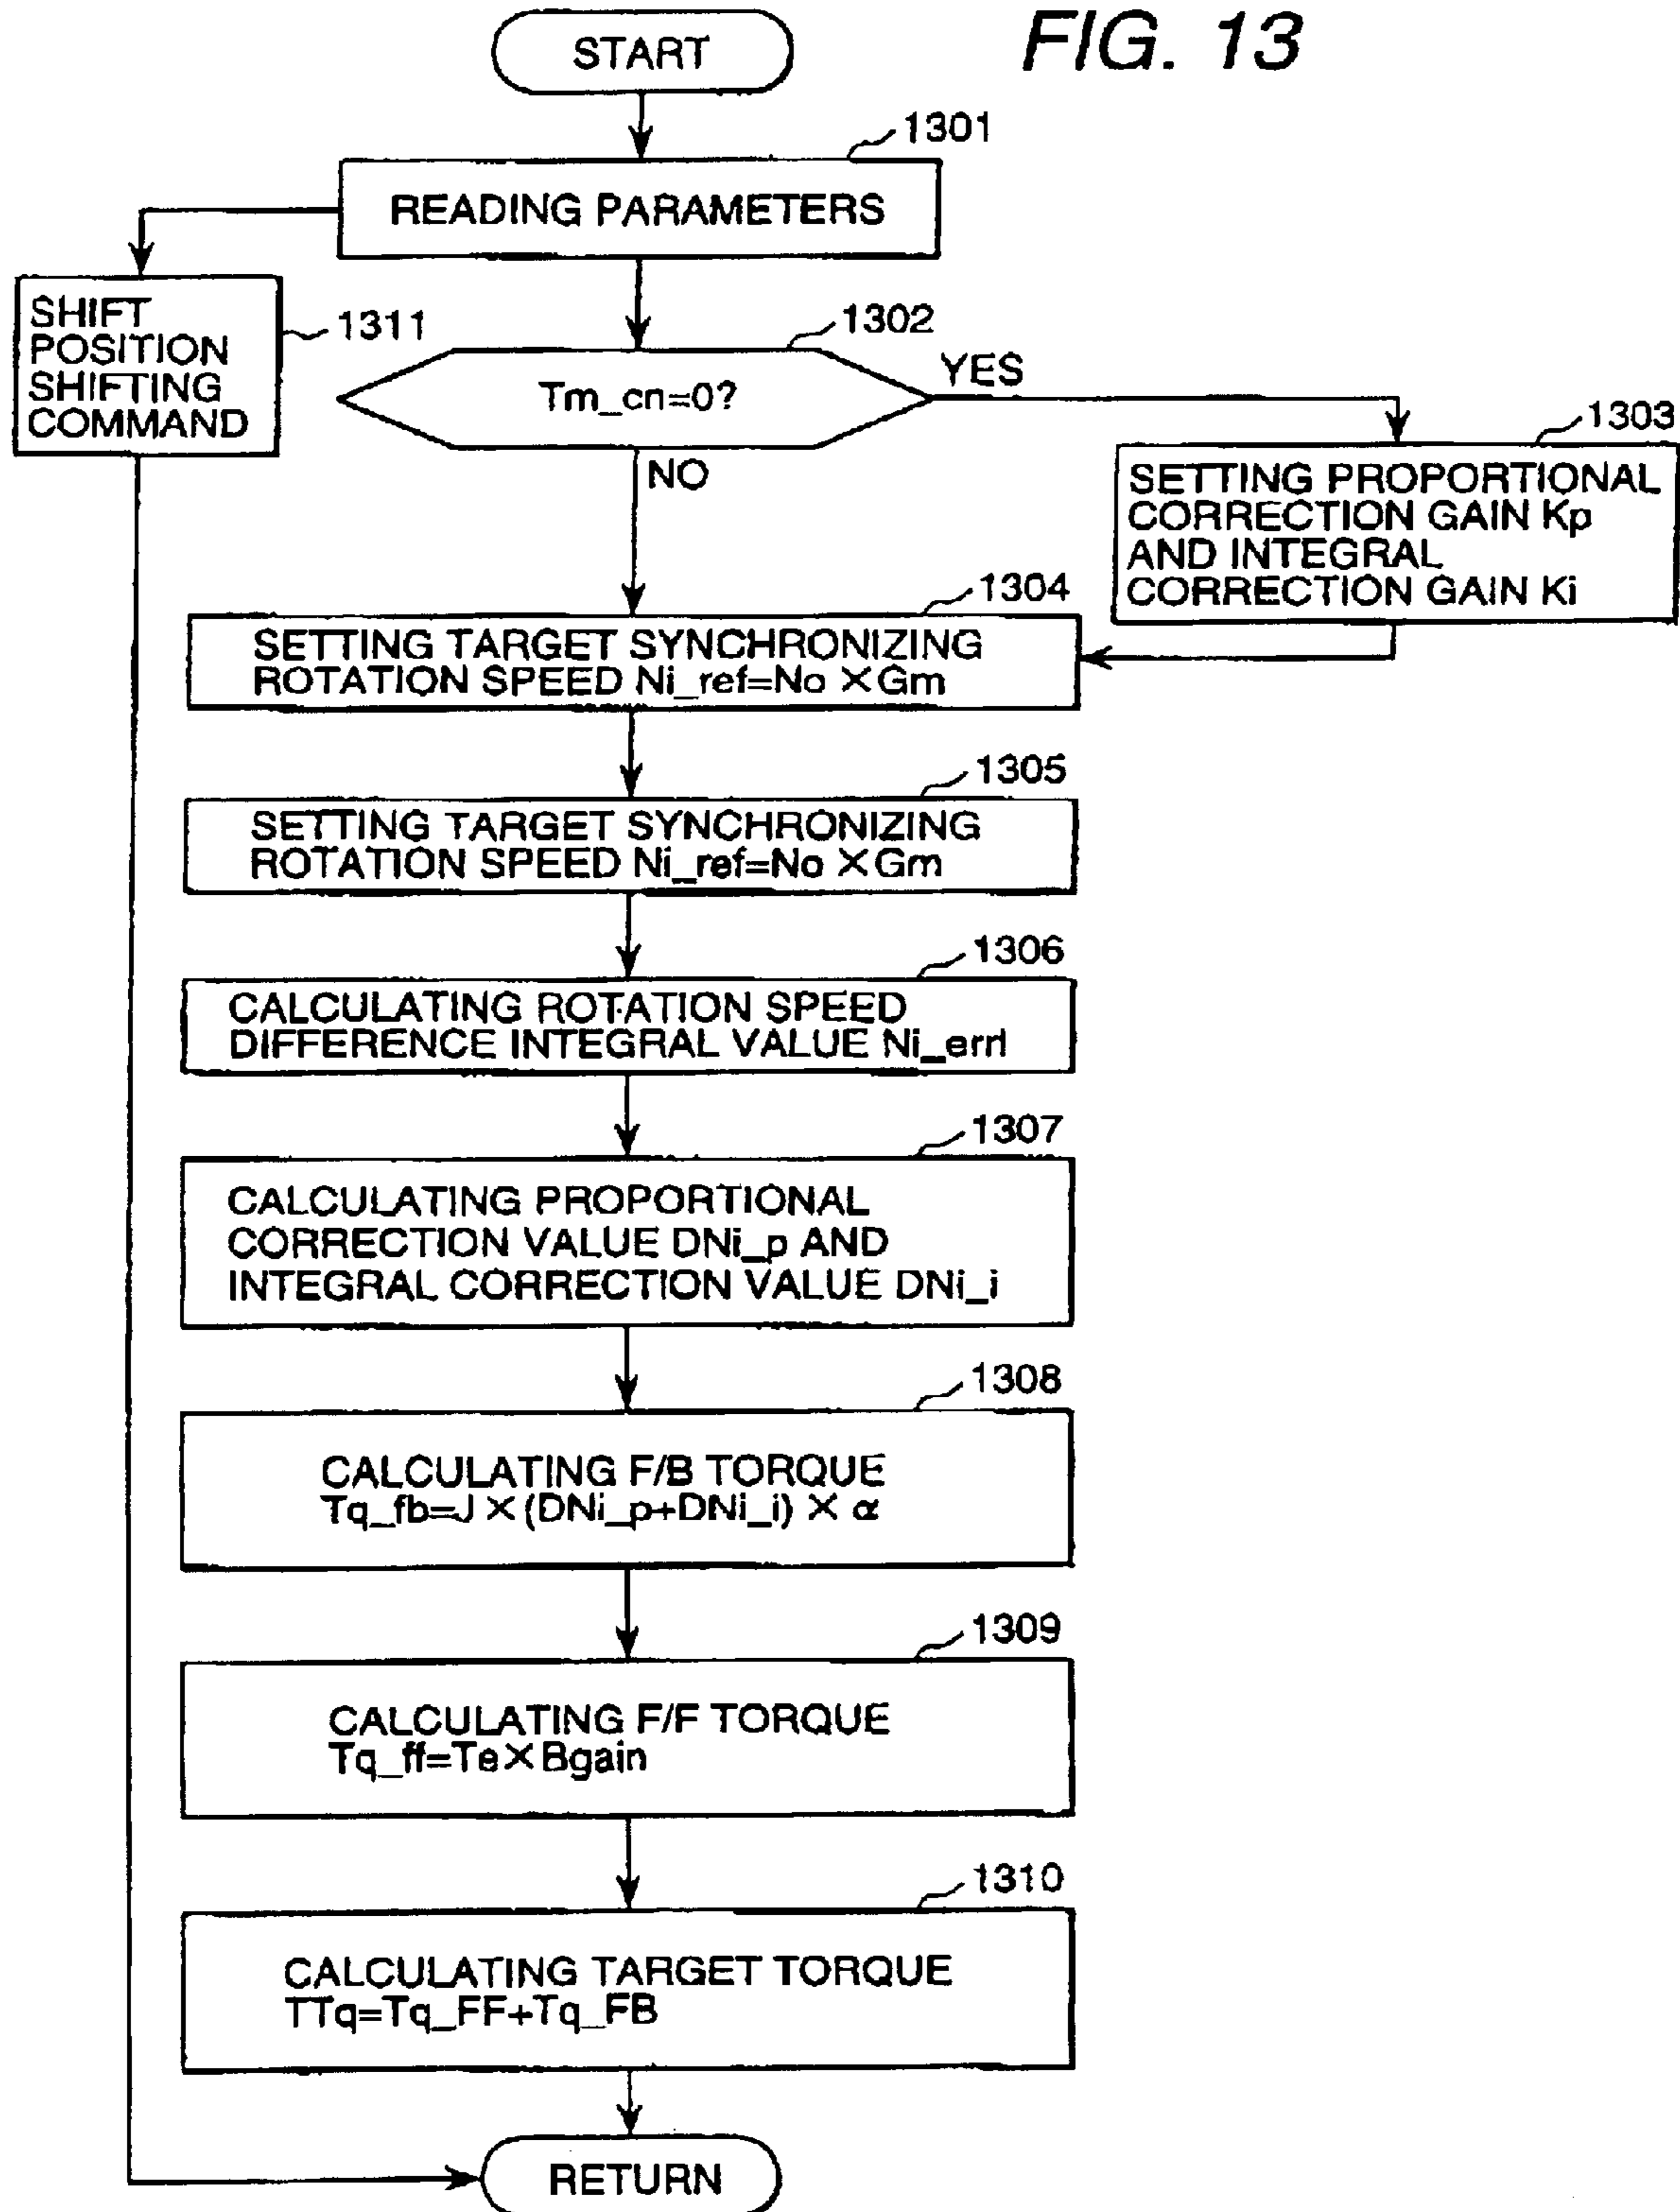 FIG. 13
START
1301
READING PARAMETERS
SHIFT
POSITION
SHIFTING
COMMAND
1311
1302
Tm_cn=0?
YES
NO
1303
SETTING PROPORTIONAL
CORRECTION GAIN Kp
AND INTEGRAL
CORRECTION GAIN Ki
1304
SETTING TARGET SYNCHRONIZING
ROTATION SPEED Ni_ref=No×Gm
1305
SETTING TARGET SYNCHRONIZING
ROTATION SPEED Ni_ref=No×Gm
1306
CALCULATING ROTATION SPEED
DIFFERENCE INTEGRAL VALUE Ni_errI
1307
CALCULATING PROPORTIONAL
CORRECTION VALUE DNi_p AND
INTEGRAL CORRECTION VALUE DNi_i
1308
CALCULATING F/B TORQUE
Tq_fb=J×(DNi_p+DNi_i)×α
1309
CALCULATING F/F TORQUE
Tq_ff=Te×Bgain
1310
CALCULATING TARGET TORQUE
TTq=Tq_FF+Tq_FB
RETURN